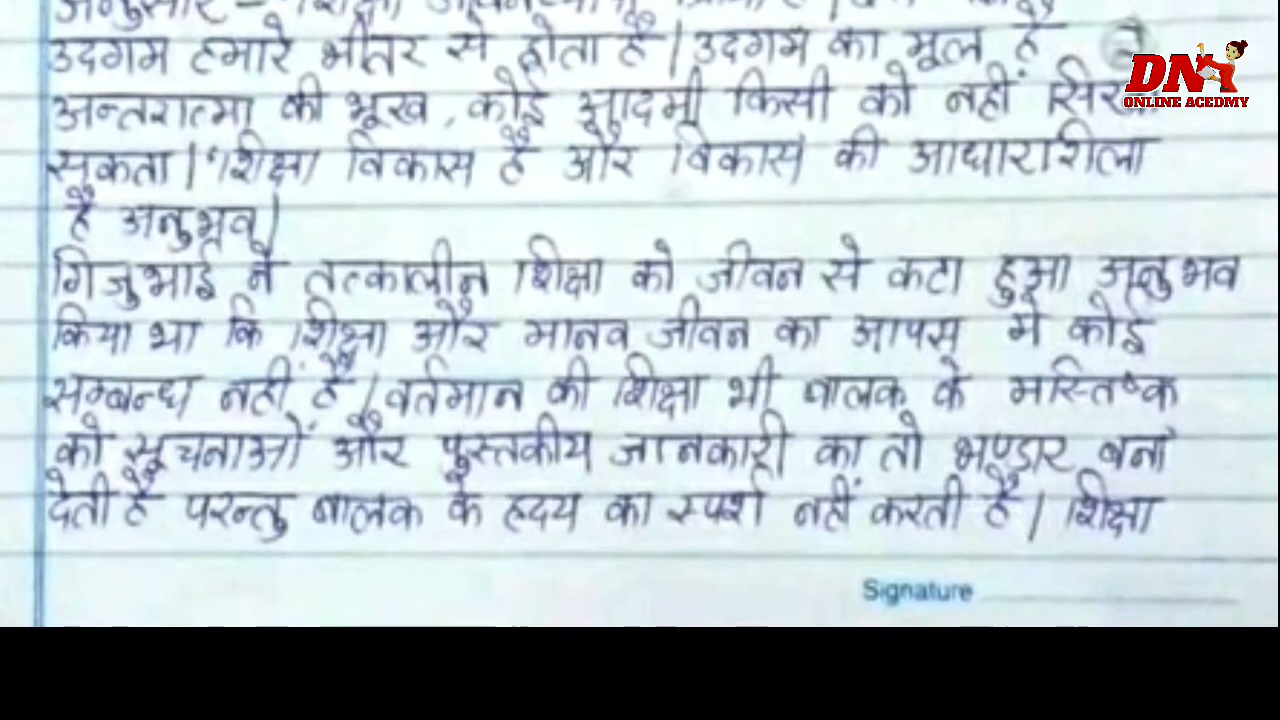 अनुसार - शिक्षा
उदगम हमारे भीतर से होता है। उदगम का मूल है
DN
ONLINE ACEDMY
अन्तरात्मा की भूख, कोई आदमी किसी को नहीं सिखा
सकता। "शिक्षा विकास है और विकास की आधारशिला
है अनुभव।
गिजुभाई ने तत्कालीन शिक्षा को जीवन से कटा हुआ अनुभव
किया था कि शिक्षा और मानव जीवन का आपस में कोई
सम्बन्ध नहीं है। वर्तमान की शिक्षा भी बालक के मस्तिष्क
को सूचनाओं और पुस्तकीय जानकारी का तो भण्डार बना
देती है परन्तु बालक के हृदय का स्पर्श नहीं करती है। शिक्षा
Signature